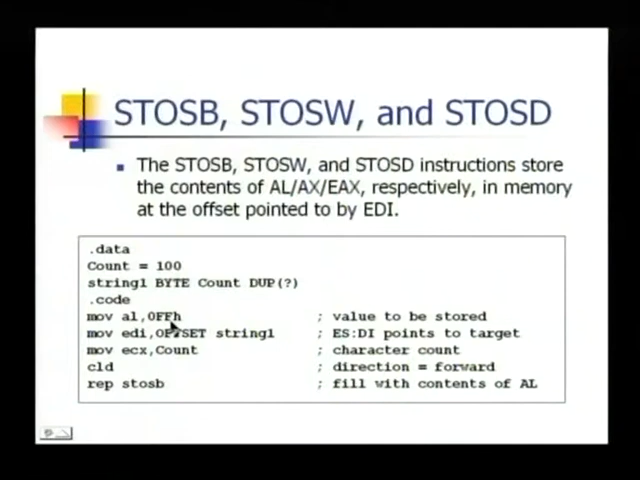 STOSB, STOSW, and STOSD
The STOSB, STOSW, and STOSD instructions store
the contents of AL/AX/EAX, respectively, in memory
at the offset pointed to by EDI.
.data
Count = 100
string1 BYTE Count DUP(?)
.code
mov al,0FFh ; value to be stored
mov edi,OFFSET string1 ; ES:DI points to target
mov ecx,Count ; character count
cld ; direction = forward
rep stosb ; fill with contents of AL